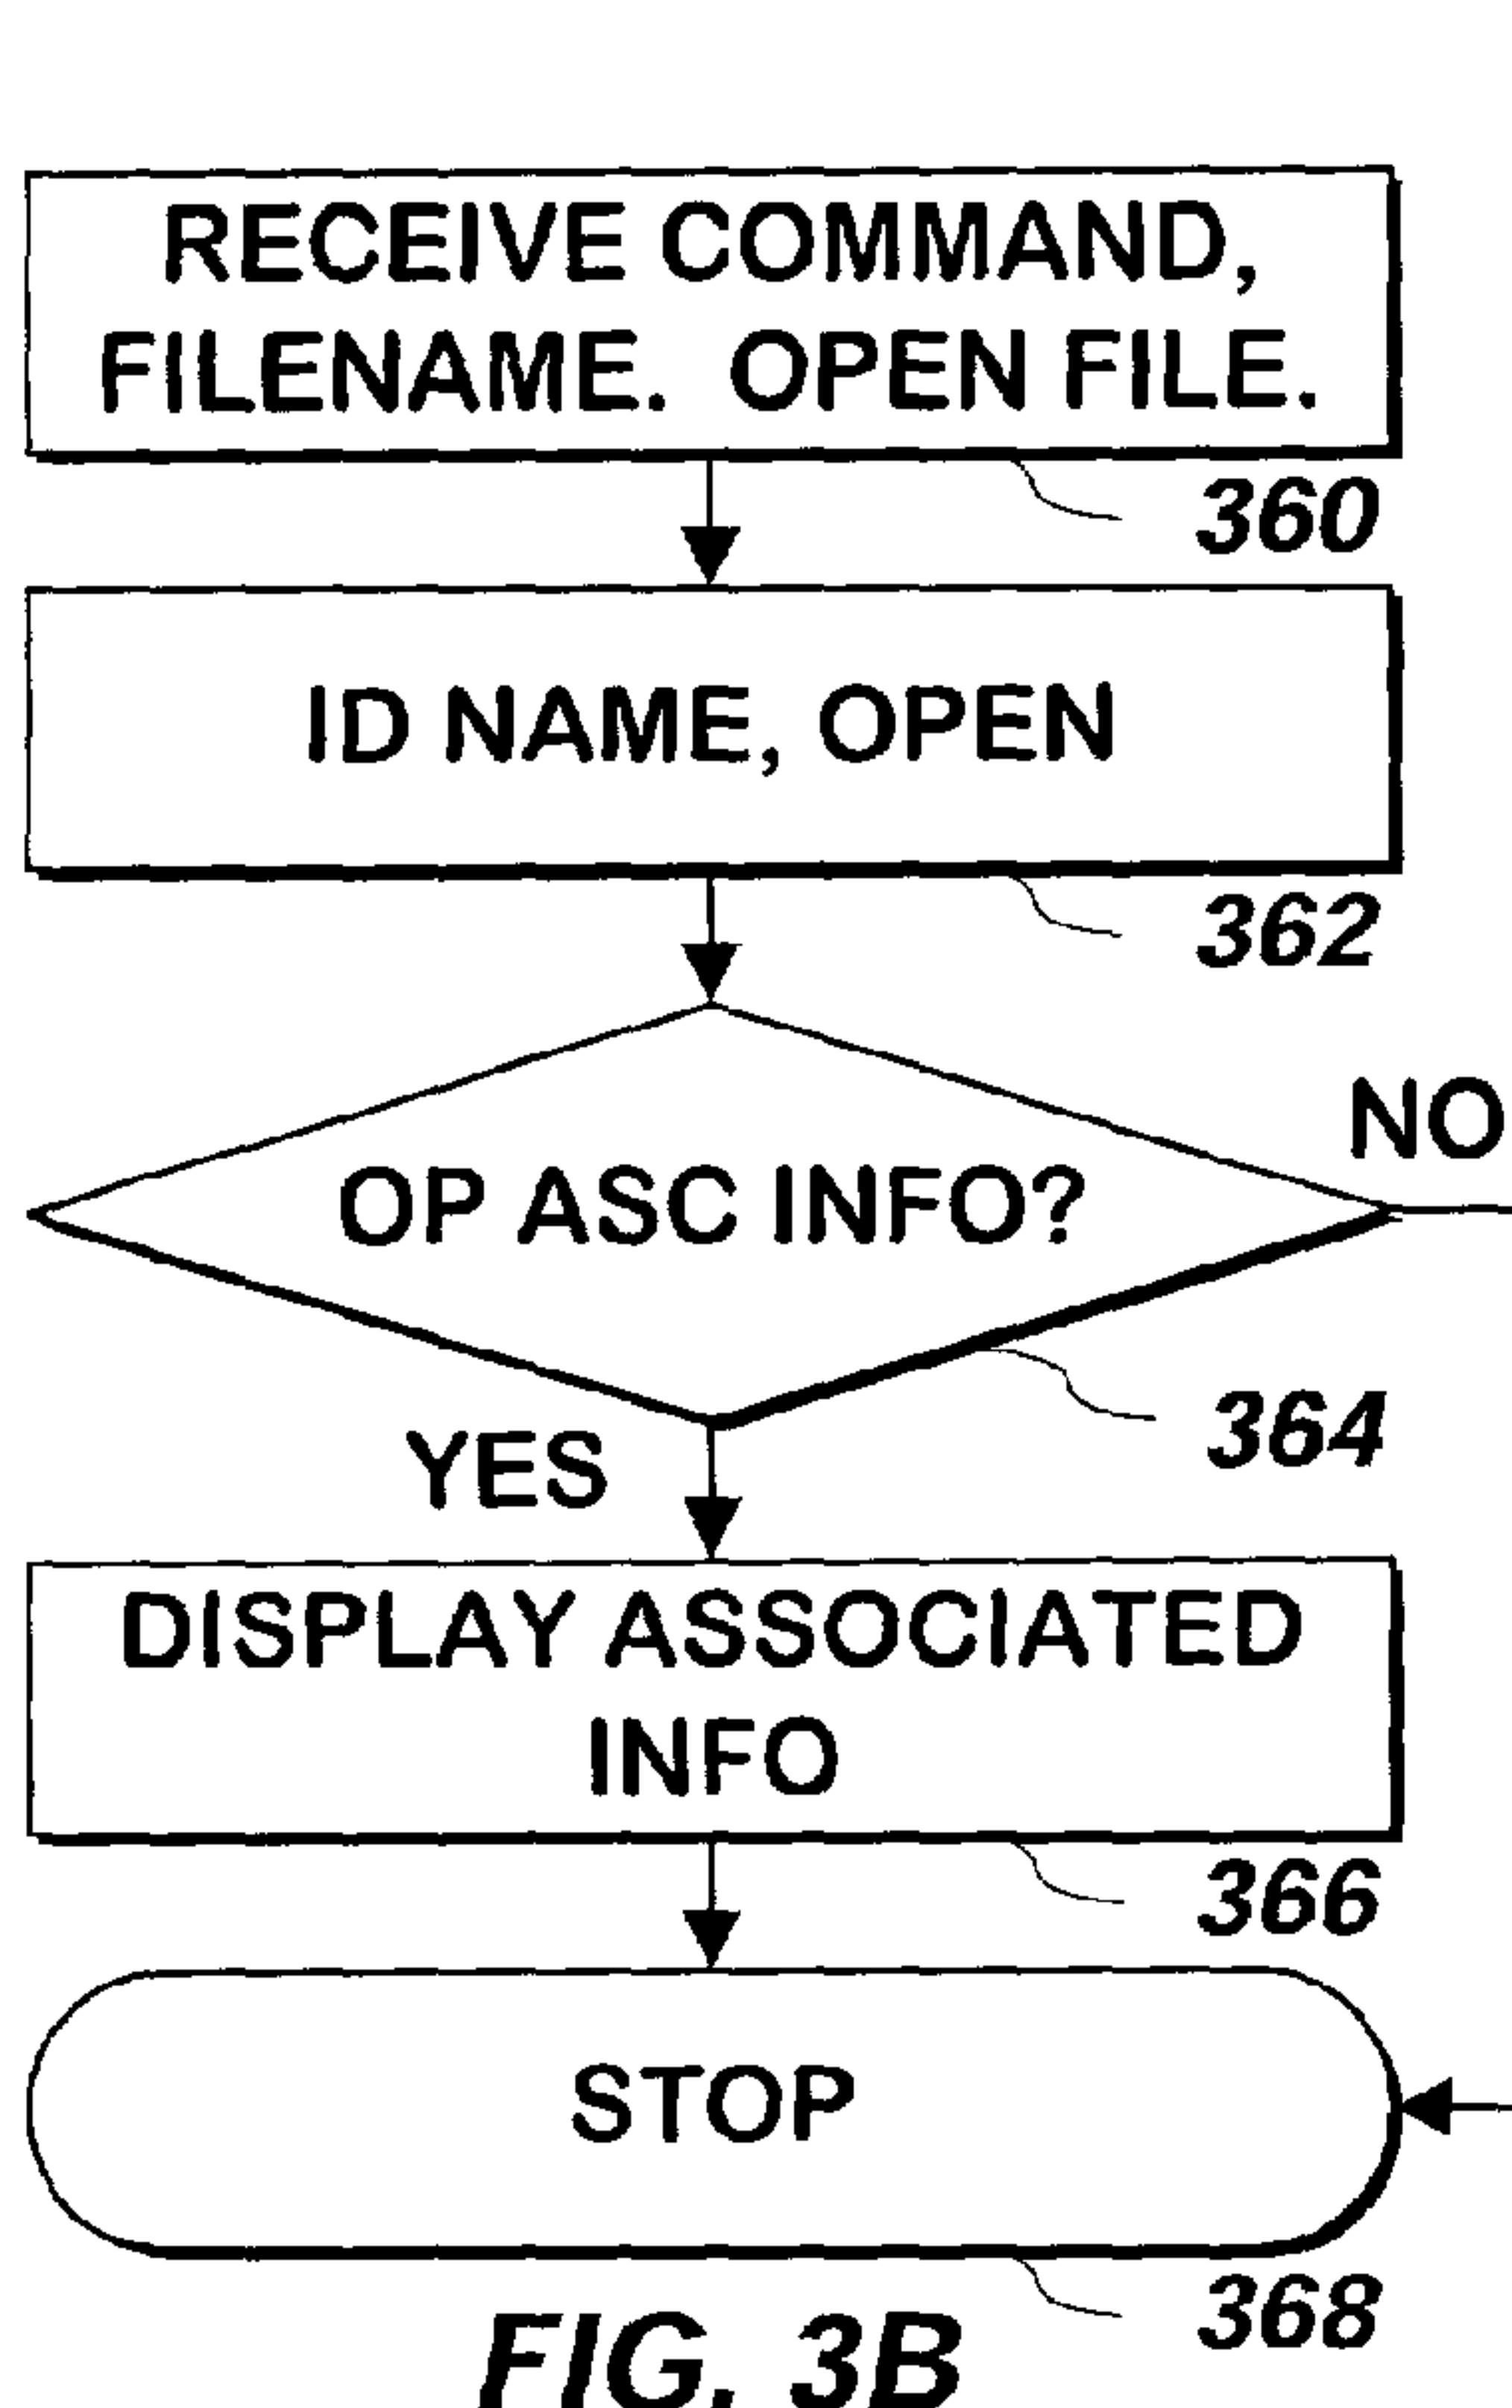 RECEIVE COMMAND,
FILENAME. OPEN FILE.
360
ID NAME, OPEN
362
NO
OP ASC INFO?
364
YES
DISPLAY ASSOCIATED
INFO
366
STOP
368
FIG. 3B